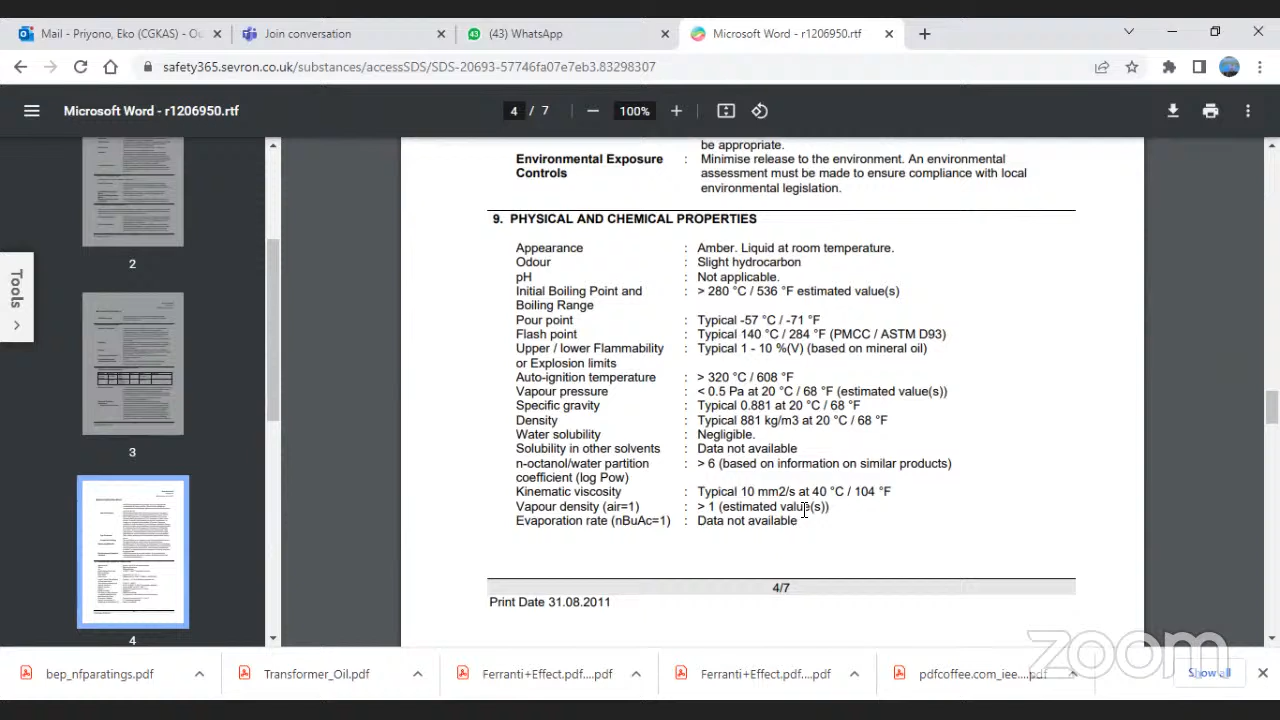 Mail - Priyono, Eko (CGKAS) - Ou
Join conversation
(43) WhatsApp
Microsoft Word - r1206950.rtf
safety365.sevron.co.uk/substances/accessSDS/SDS-20693-57746fa07e7eb3.83298307
Microsoft Word - r1206950.rtf
4 / 7
100%
be appropriate.
Environmental Exposure : Minimise release to the environment. An environmental
Controls assessment must be made to ensure compliance with local
environmental legislation.
9. PHYSICAL AND CHEMICAL PROPERTIES
Appearance : Amber. Liquid at room temperature.
Odour : Slight hydrocarbon
pH : Not applicable.
Initial Boiling Point and : > 280 °C / 536 °F estimated value(s)
Boiling Range
Pour point : Typical -57 °C / -71 °F
Flash point : Typical 140 °C / 284 °F (PMCC / ASTM D93)
Upper / lower Flammability : Typical 1 - 10 %(V) (based on mineral oil)
or Explosion limits
Auto-ignition temperature : > 320 °C / 608 °F
Vapour pressure : < 0.5 Pa at 20 °C / 68 °F (estimated value(s))
Specific gravity : Typical 0.881 at 20 °C / 68 °F
Density : Typical 881 kg/m3 at 20 °C / 68 °F
Water solubility : Negligible.
Solubility in other solvents : Data not available
n-octanol/water partition : > 6 (based on information on similar products)
coefficient (log Pow)
Kinematic viscosity : Typical 10 mm2/s at 40 °C / 104 °F
Vapour density (air=1) : > 1 (estimated value(s))
Evaporation rate (nBuAc=1) : Data not available
4/7
Print Date 31.08.2011
2
3
4
Tools
zoom
bep_nfparatings.pdf
Transformer_Oil.pdf
Ferranti+Effect.pdf....pdf
Ferranti+Effect.pdf....pdf
pdfcoffee.com_iee....pdf
Show all